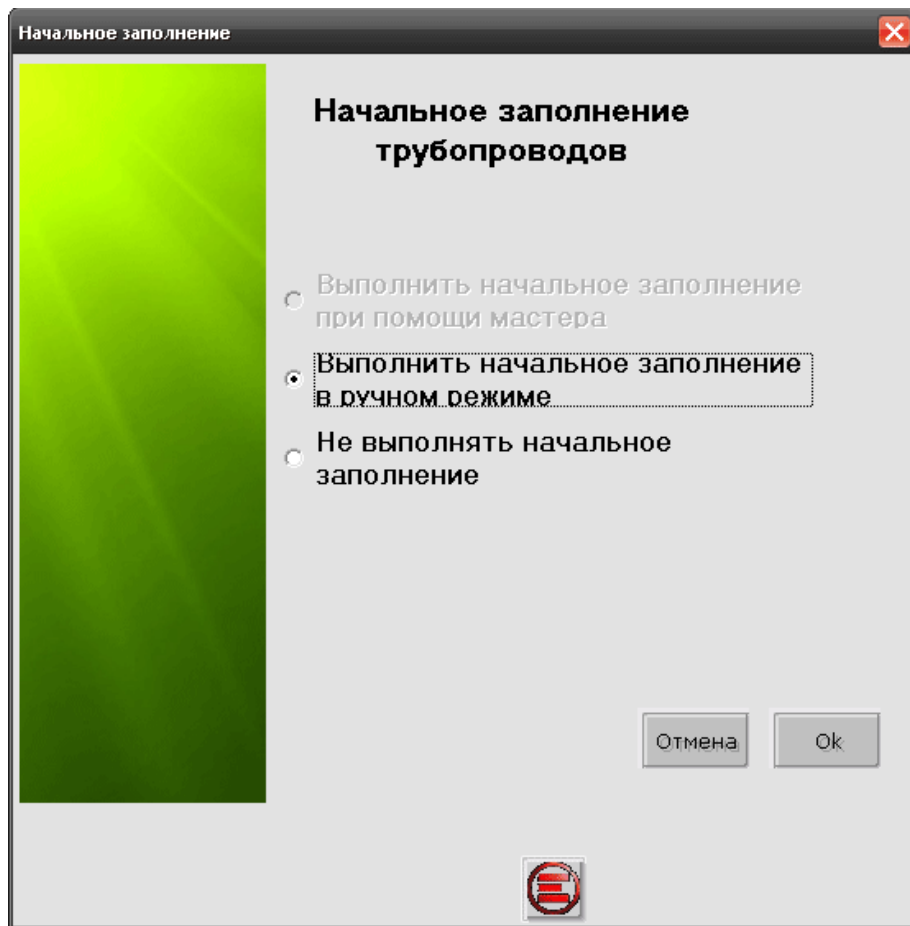 Начальное заполнение
Начальное заполнение
трубопроводов
Выполнить начальное заполнение
при помощи мастера
Выполнить начальное заполнение
в ручном режиме
Не выполнять начальное
заполнение
Отмена
Ok